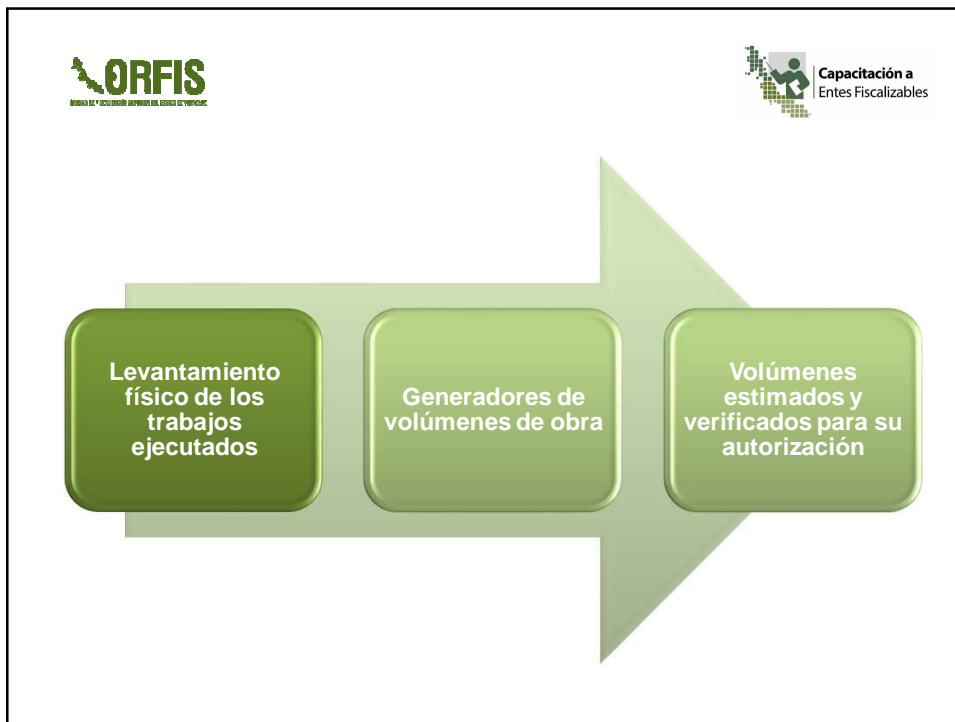 ORFIS
Capacitación a
Entes Fiscalizables
Levantamiento
físico de los
trabajos
ejecutados
Generadores de
volúmenes de obra
Volúmenes
estimados y
verificados para su
autorización